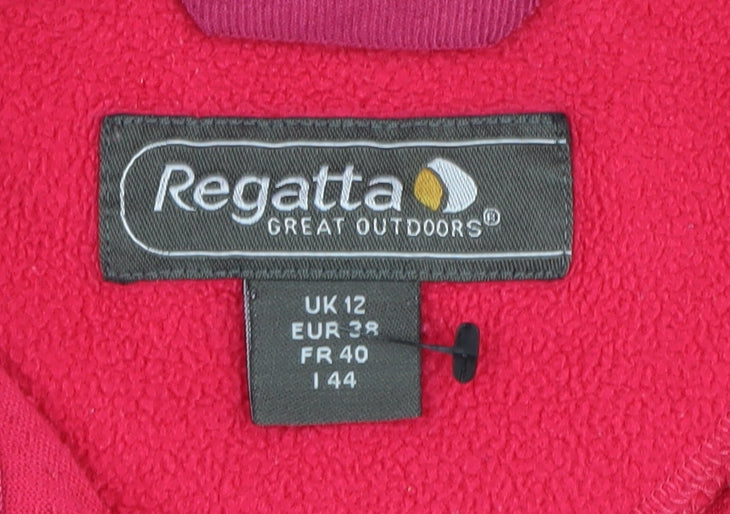 Regatta
GREAT OUTDOORS®
UK 12
EUR 38
FR 40
I 44